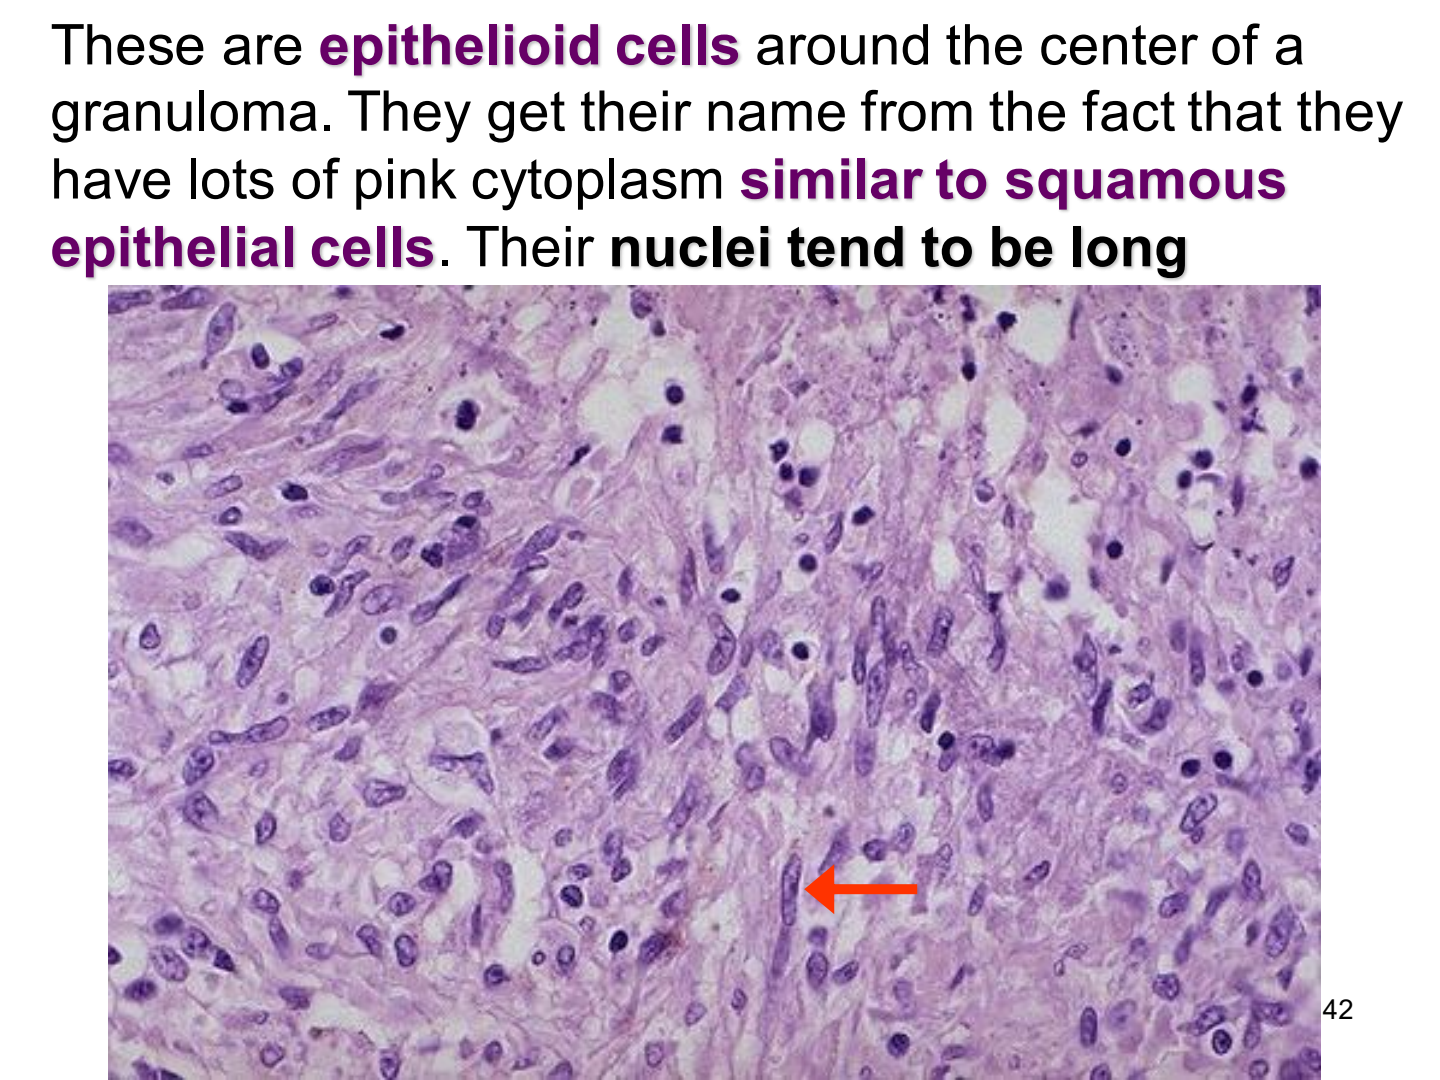 These are epithelioid cells around the center of a
granuloma. They get their name from the fact that they
have lots of pink cytoplasm similar to squamous
epithelial cells. Their nuclei tend to be long
42